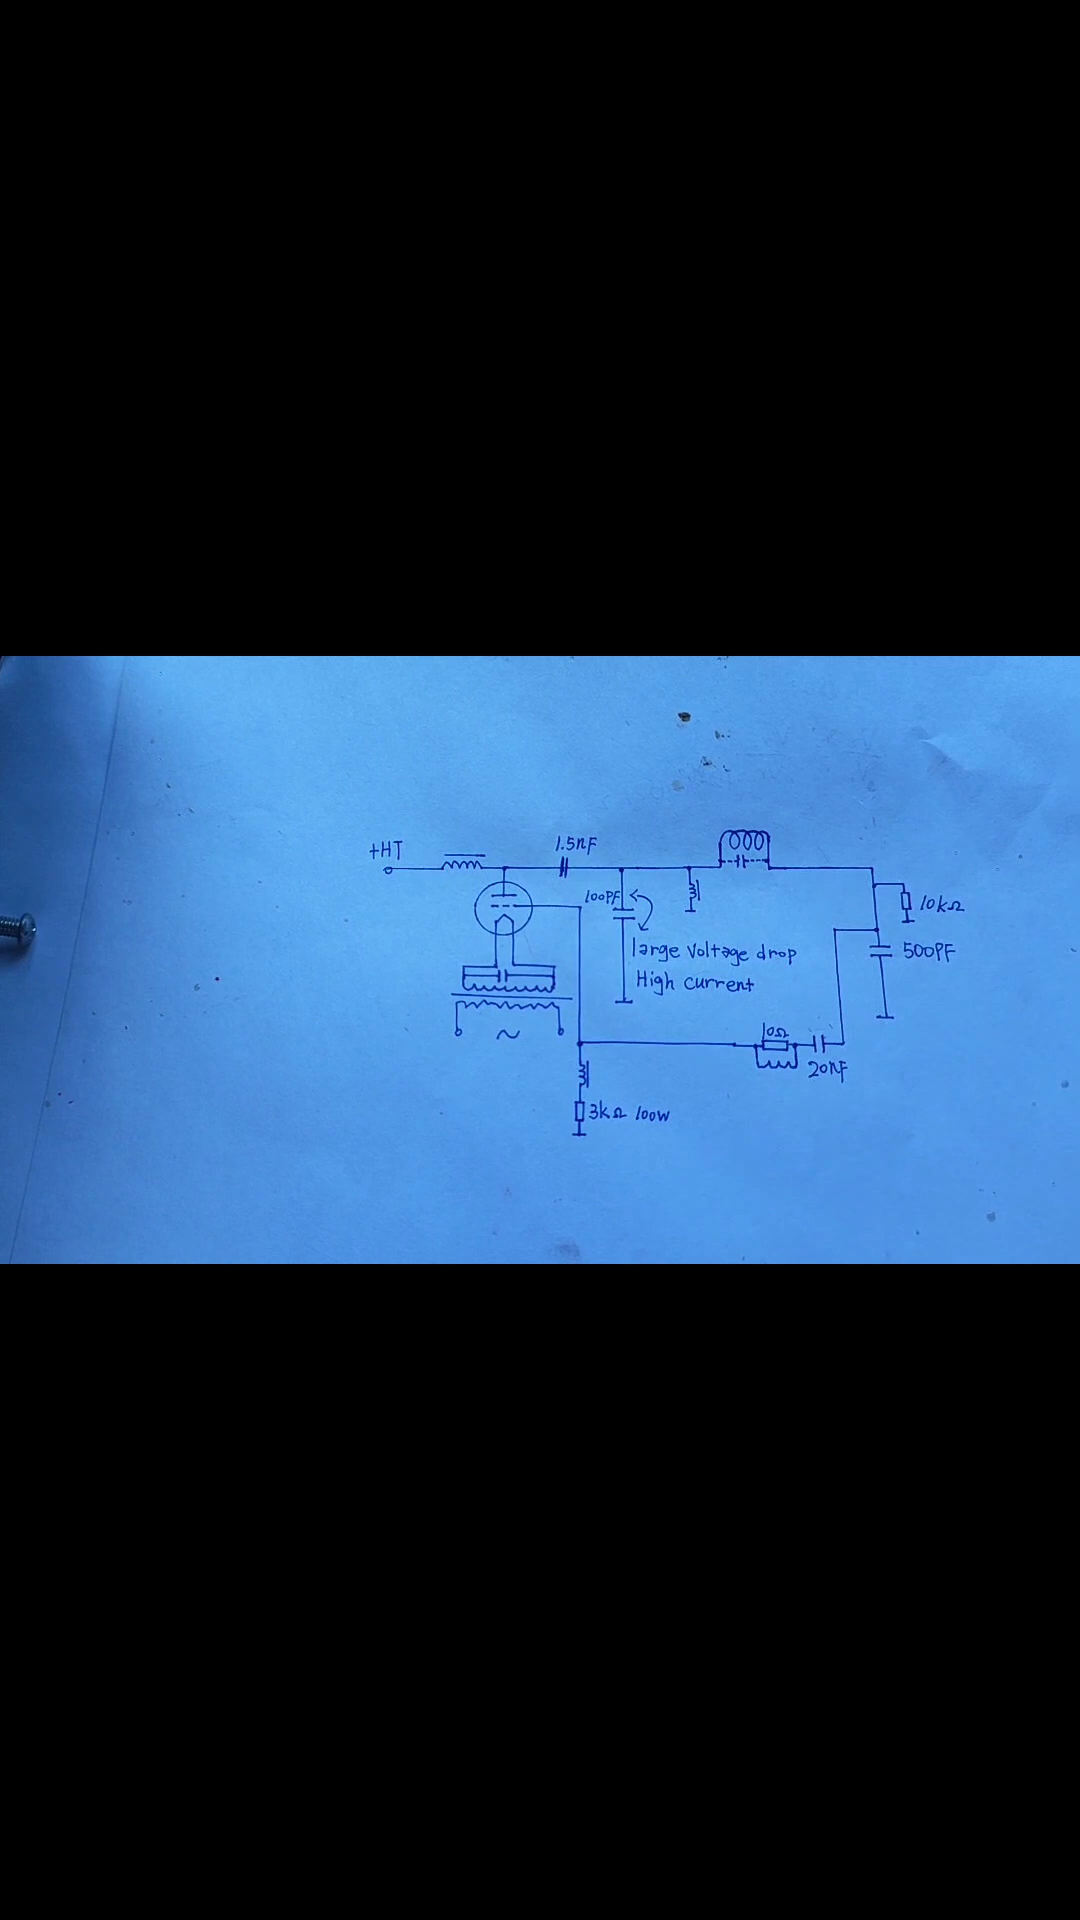 +HT
1.5nF
100PF
large voltage drop
High current
10kΩ
500PF
10Ω
20nF
~
3kΩ 100W